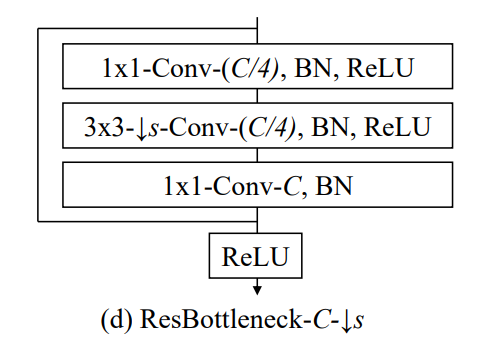 1x1-Conv-(C/4), BN, ReLU
3x3-↓s-Conv-(C/4), BN, ReLU
1x1-Conv-C, BN
ReLU
(d) ResBottleneck-C-↓s